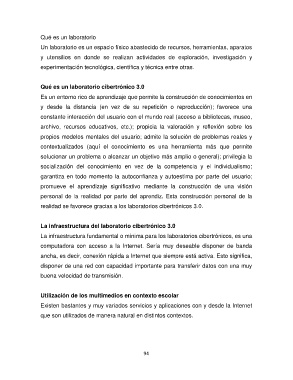 Qué es un laboratorio
Un laboratorio es un espacio físico abastecido de recursos, herramientas, aparatos
y utensilios en donde se realizan actividades de exploración, investigación y
experimentación tecnológica, científica y técnica entre otras.
Qué es un laboratorio cibertrónico 3.0
Es un entorno rico de aprendizaje que permite la construcción de conocimientos en
y desde la distancia (en vez de su repetición o reproducción); favorece una
constante interacción del usuario con el mundo real (acceso a bibliotecas, museo,
archivo, recursos educativos, etc.); propicia la valoración y reflexión sobre los
propios modelos mentales del usuario, admite la solución de problemas reales y
contextualizados (aquí el conocimiento es una herramienta más que permite
solucionar un problema o alcanzar un objetivo más amplio o general); privilegia la
socialización del conocimiento en vez de la competencia y el individualismo;
garantiza en todo momento la autoconfianza y autoestima por parte del usuario;
promueve el aprendizaje significativo mediante la construcción de una visión
personal de la realidad por parte del aprendiz. Esta construcción personal de la
realidad se favorece gracias a los laboratorios cibertrónicos 3.0.
La infraestructura del laboratorio cibertrónico 3.0
La infraestructura fundamental o mínima para los laboratorios cibertrónicos, es una
computadora con acceso a la Internet. Sería muy deseable disponer de banda
ancha, es decir, conexión rápida a Internet que siempre está activa. Esto significa,
disponer de una red con capacidad importante para transferir datos con una muy
buena velocidad de transmisión.
Utilización de los multimedios en contexto escolar
Existen bastantes y muy variados servicios y aplicaciones con y desde la Internet
que son utilizados de manera natural en distintos contextos.
94